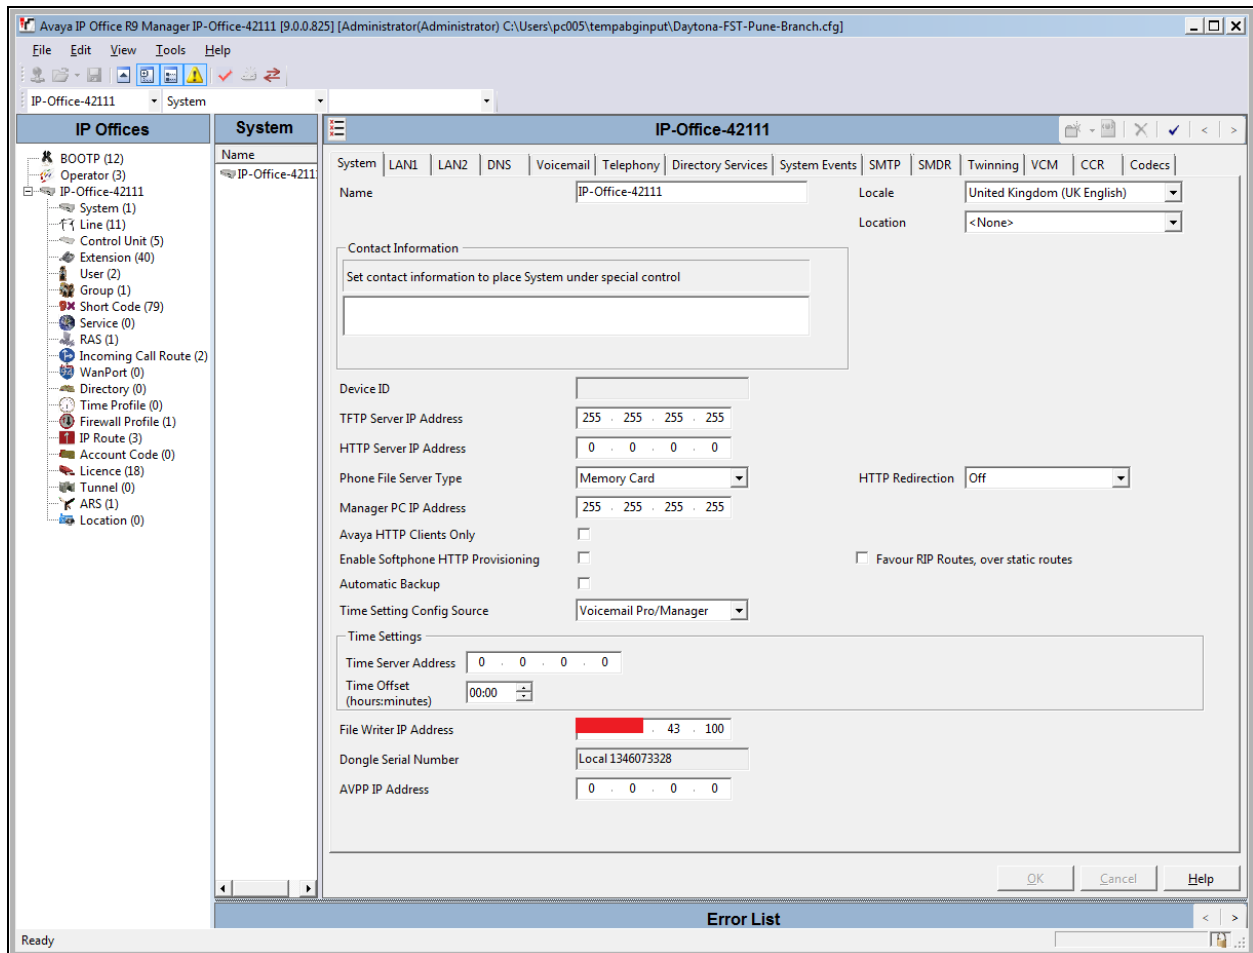 Avaya IP Office R9 Manager IP-Office-42111 [9.0.0.825] [Administrator(Administrator) C:\Users\pc005\tempabginput\Daytona-FST-Pune-Branch.cfg]
File Edit View Tools Help
IP-Office-42111 System
IP Offices
BOOTP (12)
Operator (3)
IP-Office-42111
System (1)
Line (11)
Control Unit (5)
Extension (40)
User (2)
Group (1)
Short Code (79)
Service (0)
RAS (1)
Incoming Call Route (2)
WanPort (0)
Directory (0)
Time Profile (0)
Firewall Profile (1)
IP Route (3)
Account Code (0)
Licence (18)
Tunnel (0)
ARS (1)
Location (0)
System
Name
IP-Office-4211
IP-Office-42111
System LAN1 LAN2 DNS Voicemail Telephony Directory Services System Events SMTP SMDR Twinning VCM CCR Codecs
Name IP-Office-42111 Locale United Kingdom (UK English)
Location <None>
Contact Information
Set contact information to place System under special control
Device ID
TFTP Server IP Address 255 . 255 . 255 . 255
HTTP Server IP Address 0 . 0 . 0 . 0
Phone File Server Type Memory Card HTTP Redirection Off
Manager PC IP Address 255 . 255 . 255 . 255
Avaya HTTP Clients Only
Enable Softphone HTTP Provisioning Favour RIP Routes, over static routes
Automatic Backup
Time Setting Config Source Voicemail Pro/Manager
Time Settings
Time Server Address 0 . 0 . 0 . 0
Time Offset
(hours:minutes) 00:00
File Writer IP Address . 43 . 100
Dongle Serial Number Local 1346073328
AVPP IP Address 0 . 0 . 0 . 0
OK Cancel Help
Error List
Ready